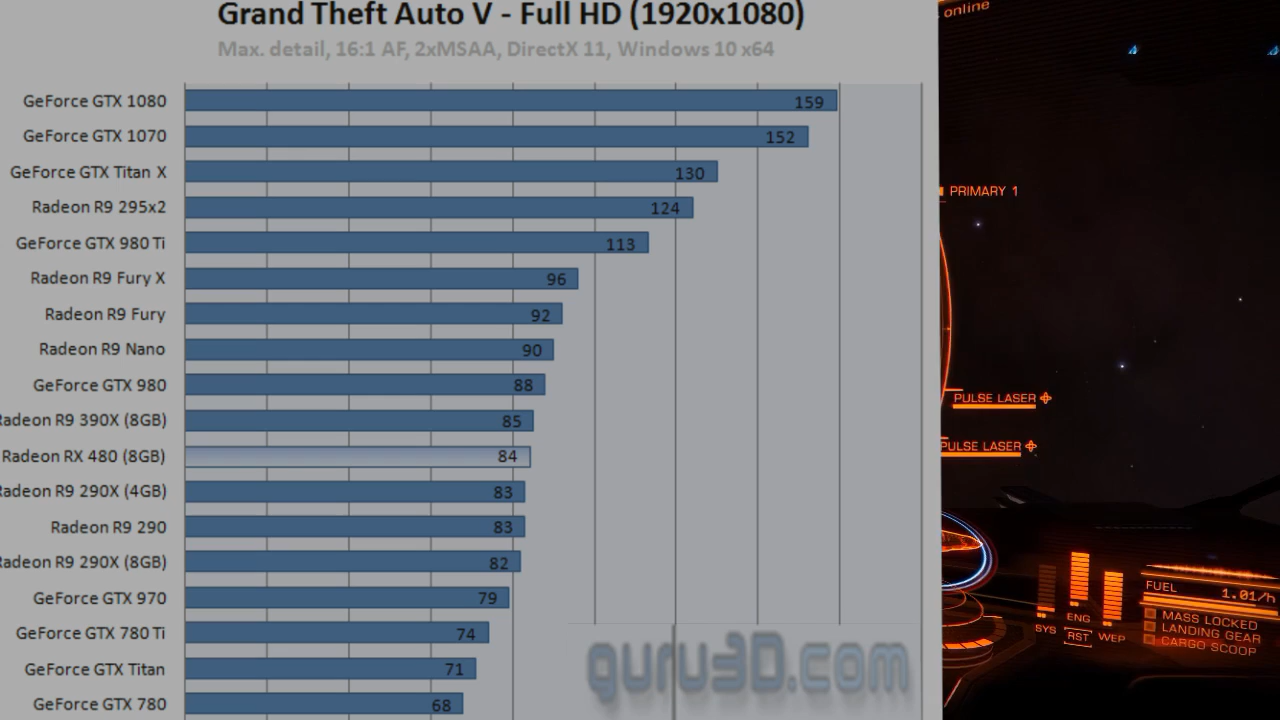 Grand Theft Auto V - Full HD (1920x1080)
Max. detail, 16:1 AF, 2xMSAA, DirectX 11, Windows 10 x64
GeForce GTX 1080 159
GeForce GTX 1070 152
GeForce GTX Titan X 130
Radeon R9 295x2 124
GeForce GTX 980 Ti 113
Radeon R9 Fury X 96
Radeon R9 Fury 92
Radeon R9 Nano 90
GeForce GTX 980 88
Radeon R9 390X (8GB) 85
Radeon RX 480 (8GB) 84
Radeon R9 290X (4GB) 83
Radeon R9 290 83
Radeon R9 290X (8GB) 82
GeForce GTX 970 79
GeForce GTX 780 Ti 74
GeForce GTX Titan 71
GeForce GTX 780 68
guru3D.com
online
PRIMARY 1
PULSE LASER
PULSE LASER
SYS ENG WEP
RST
FUEL 1.01/h
MASS LOCKED
LANDING GEAR
CARGO SCOOP